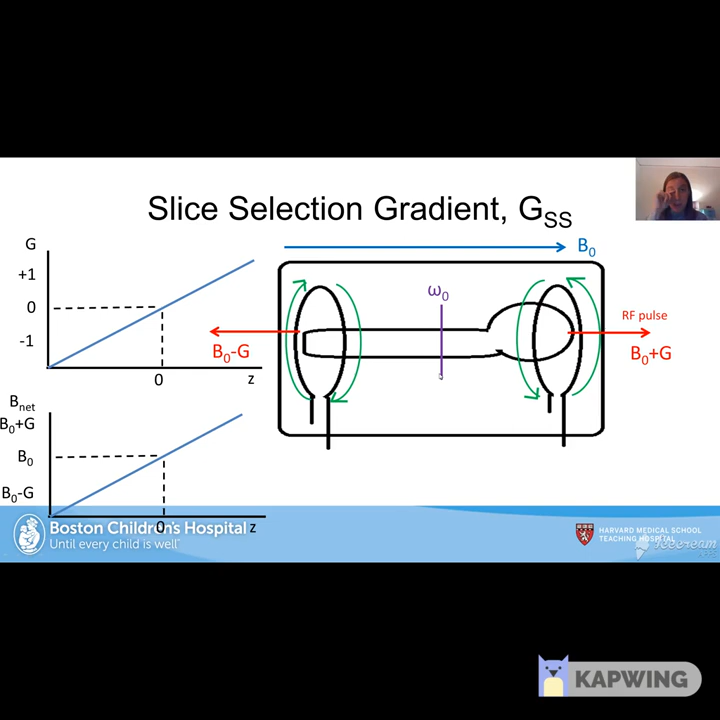 Slice Selection Gradient, G_SS
G
+1
0
-1
0
z
B_net
B_0+G
B_0
B_0-G
0
z
B_0
ω_0
RF pulse
B_0-G
B_0+G
Boston Children's Hospital
Until every child is well
HARVARD MEDICAL SCHOOL
TEACHING HOSPITAL
Icecream
KAPWING